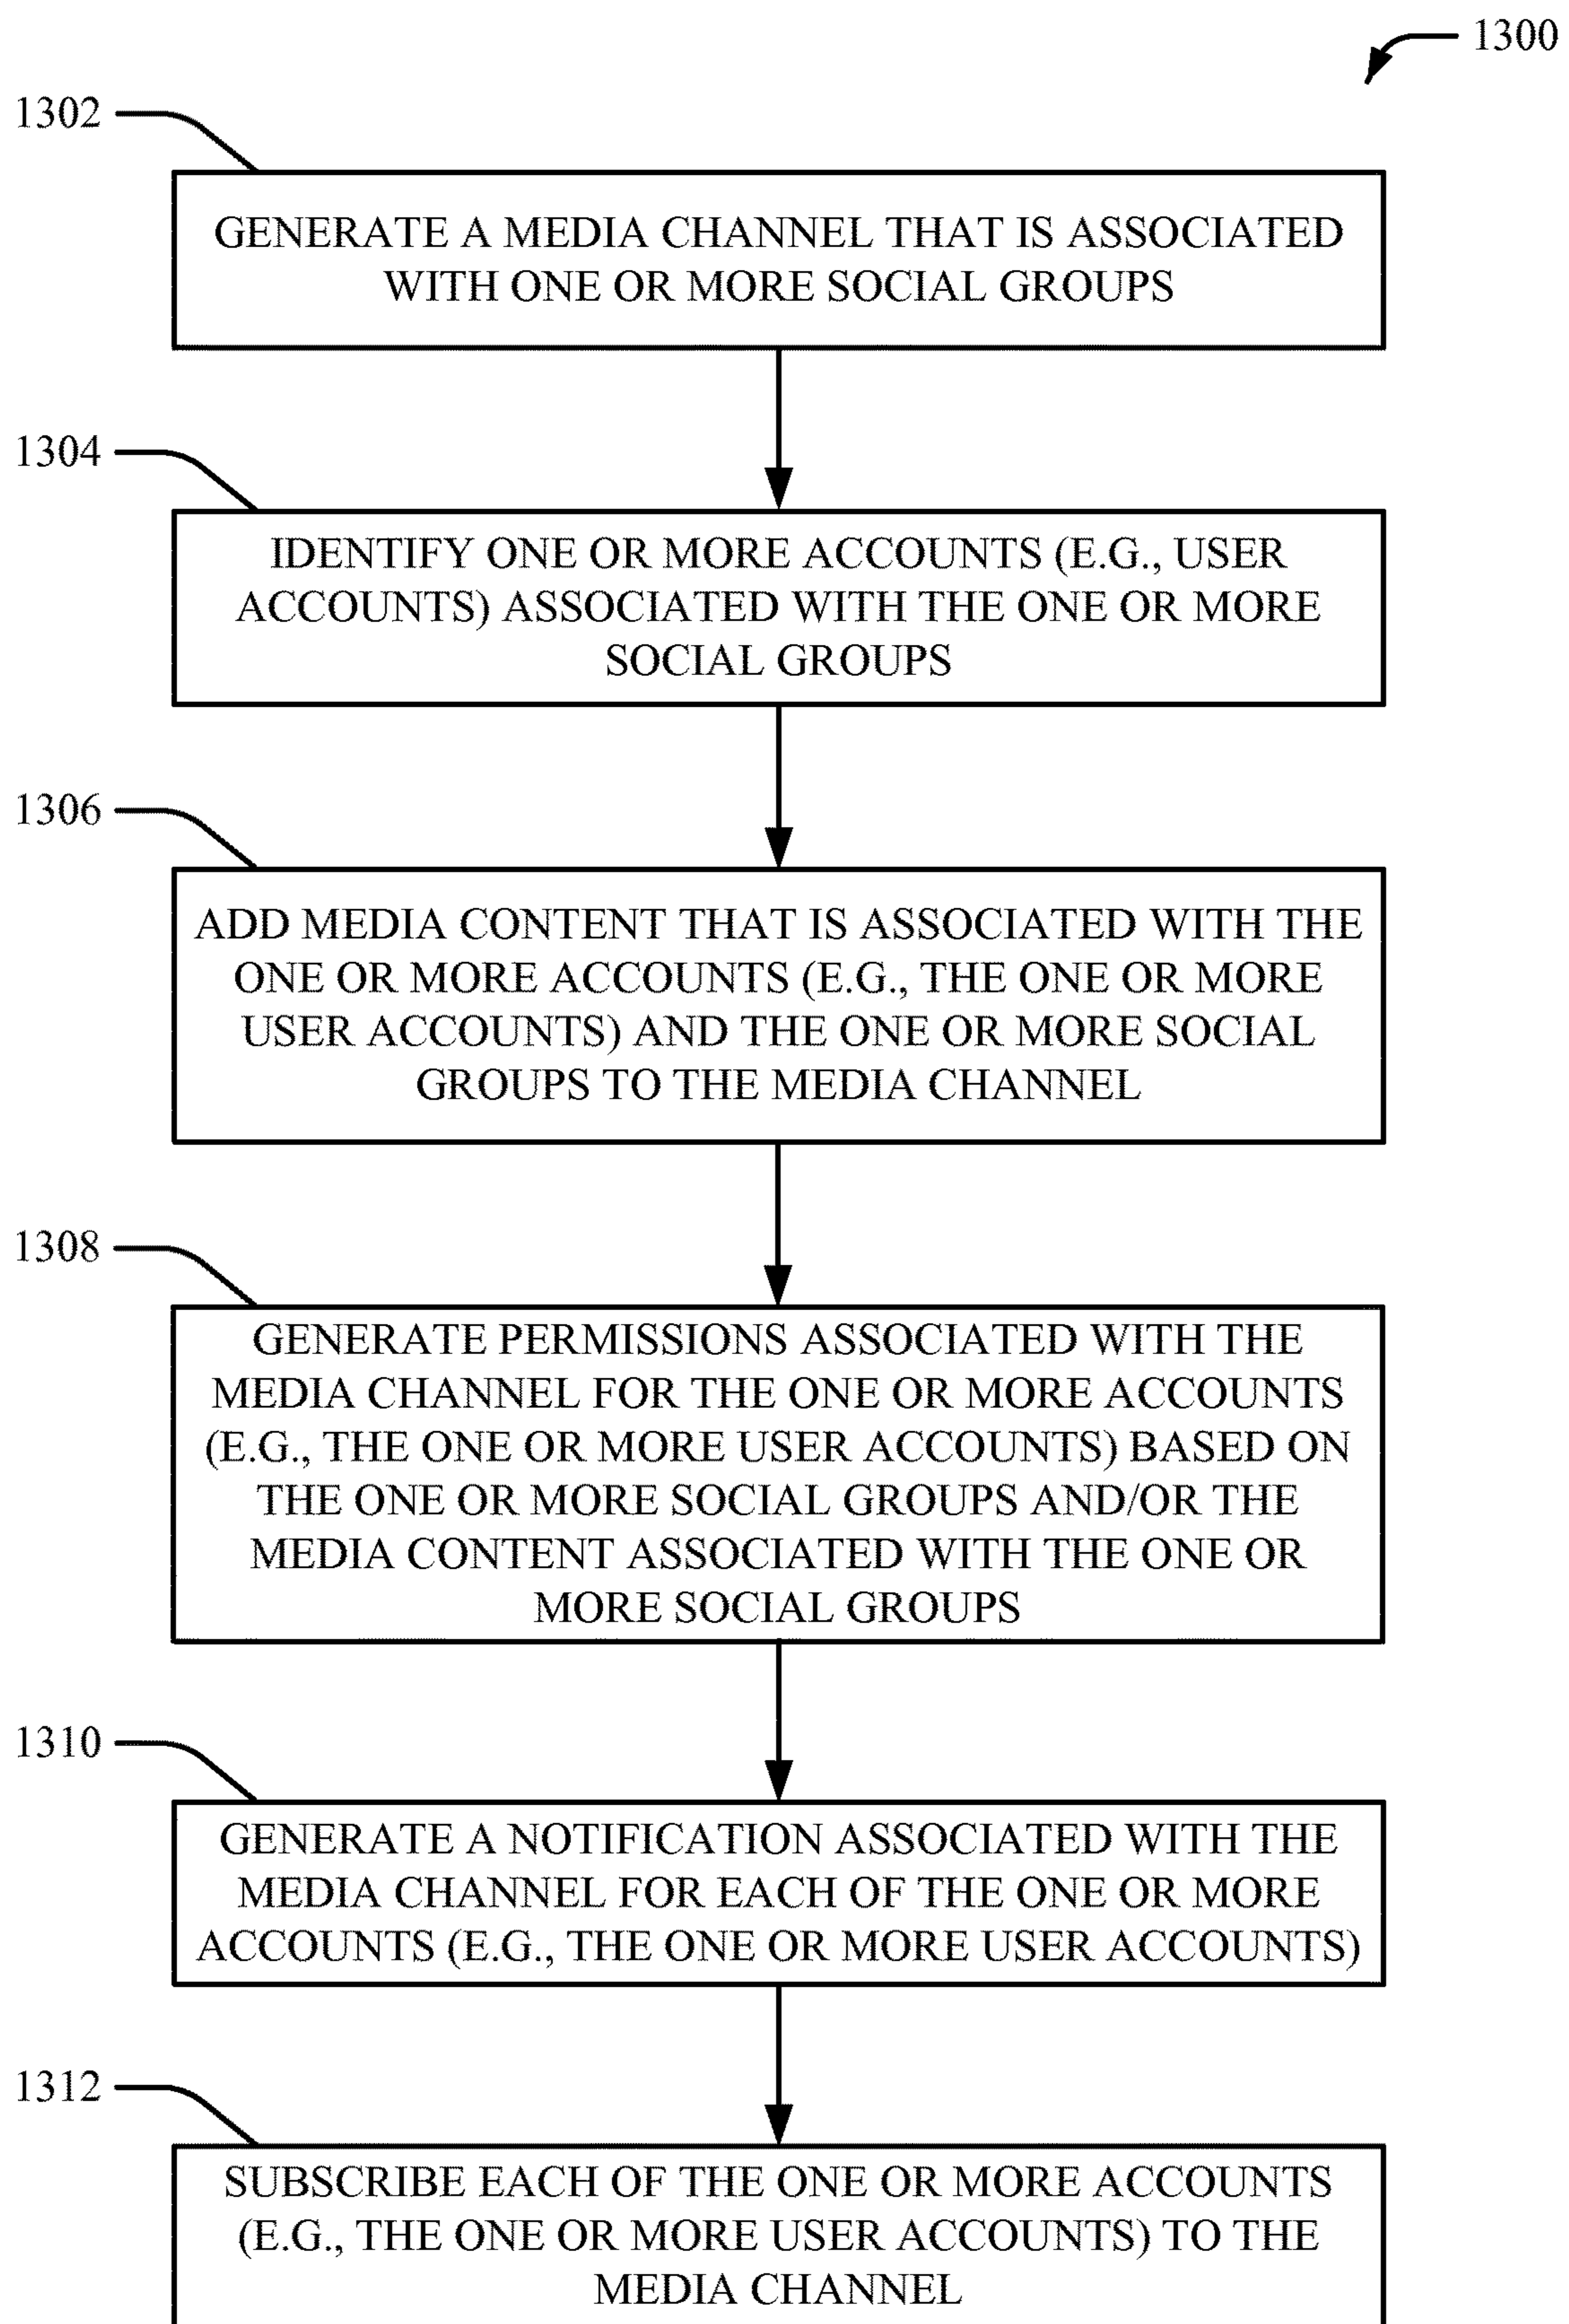 1300
1302
GENERATE A MEDIA CHANNEL THAT IS ASSOCIATED
WITH ONE OR MORE SOCIAL GROUPS
1304
IDENTIFY ONE OR MORE ACCOUNTS (E.G., USER
ACCOUNTS) ASSOCIATED WITH THE ONE OR MORE
SOCIAL GROUPS
1306
ADD MEDIA CONTENT THAT IS ASSOCIATED WITH THE
ONE OR MORE ACCOUNTS (E.G., THE ONE OR MORE
USER ACCOUNTS) AND THE ONE OR MORE SOCIAL
GROUPS TO THE MEDIA CHANNEL
1308
GENERATE PERMISSIONS ASSOCIATED WITH THE
MEDIA CHANNEL FOR THE ONE OR MORE ACCOUNTS
(E.G., THE ONE OR MORE USER ACCOUNTS) BASED ON
THE ONE OR MORE SOCIAL GROUPS AND/OR THE
MEDIA CONTENT ASSOCIATED WITH THE ONE OR
MORE SOCIAL GROUPS
1310
GENERATE A NOTIFICATION ASSOCIATED WITH THE
MEDIA CHANNEL FOR EACH OF THE ONE OR MORE
ACCOUNTS (E.G., THE ONE OR MORE USER ACCOUNTS)
1312
SUBSCRIBE EACH OF THE ONE OR MORE ACCOUNTS
(E.G., THE ONE OR MORE USER ACCOUNTS) TO THE
MEDIA CHANNEL